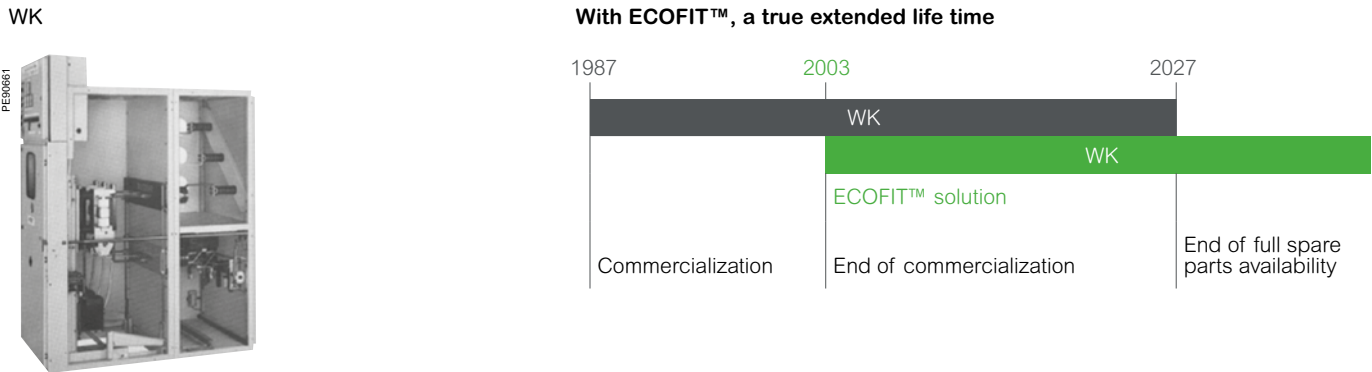 WK
PE90661
With ECOFIT™, a true extended life time
1987
2003
2027
WK
WK
ECOFIT™ solution
Commercialization
End of commercialization
End of full spare
parts availability